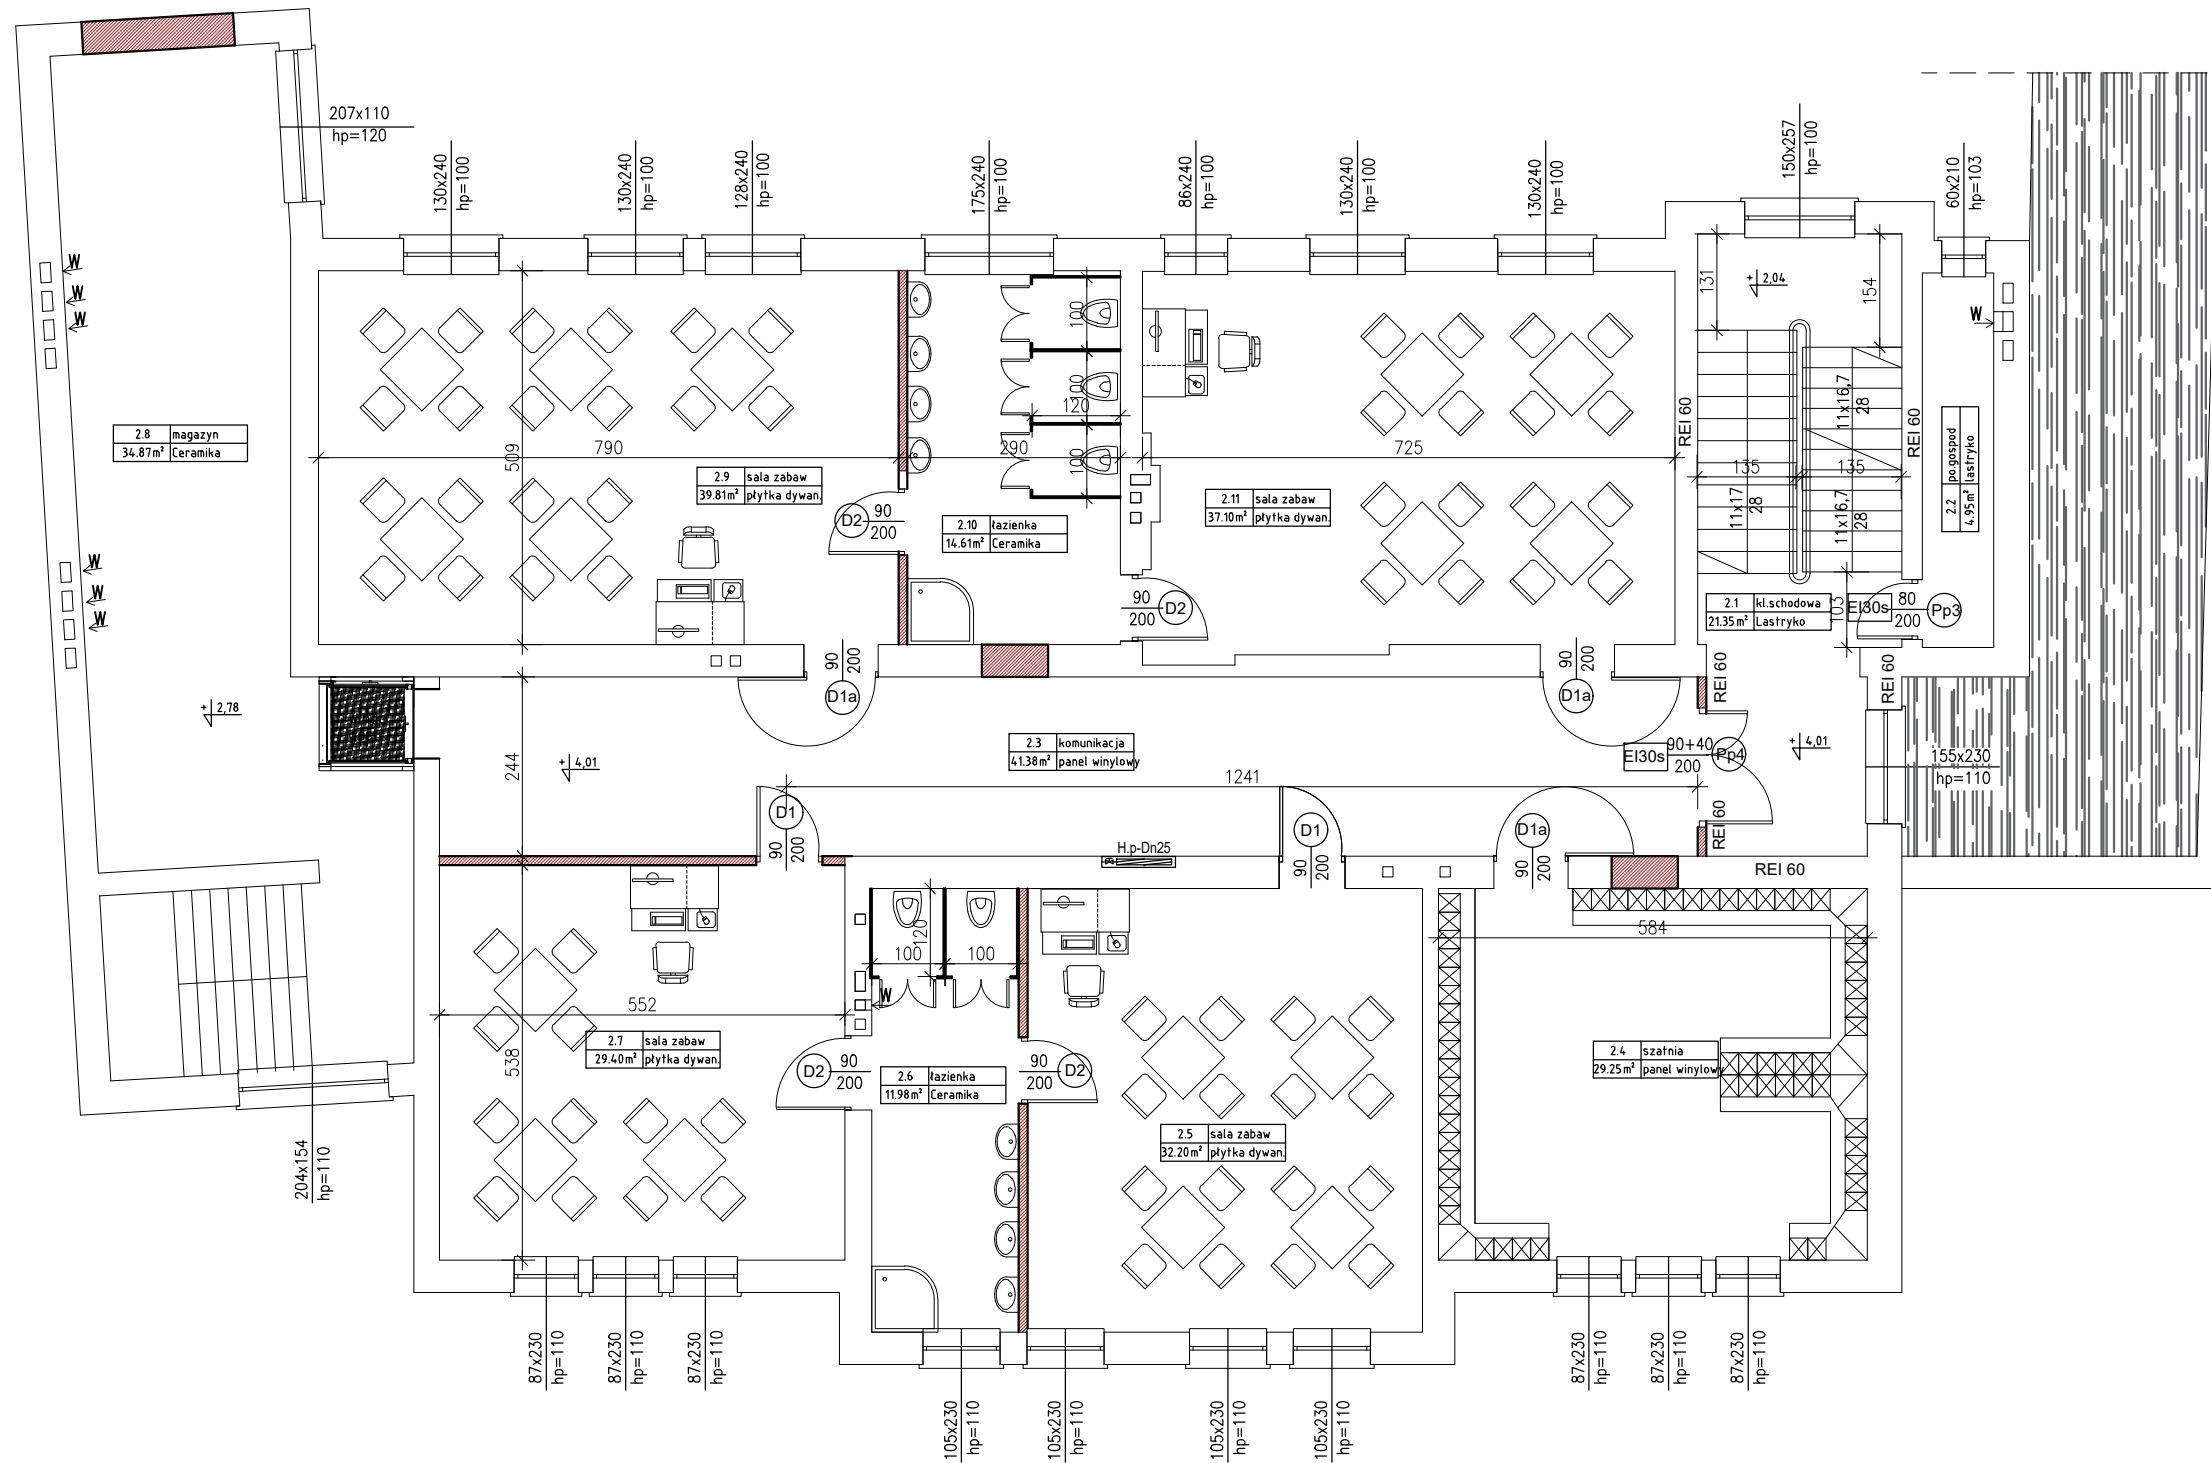 207x110
hp=120
130x240
hp=100
130x240
hp=100
128x240
hp=100
175x240
hp=100
86x240
hp=100
130x240
hp=100
130x240
hp=100
150x257
hp=100
60x210
hp=103
W
W
W
W
131
+ 2,04
154
100
100
120
100
2.8 magazyn
34.87m² Ceramika
509
790
290
725
REI 60
REI 60
11x16,7
28
135
135
11x17
28
11x16,7
28
2.2 po.gospod
4.95m² lastryko
2.9 sala zabaw
39.81m² płytka dywan.
D2 90
200
2.10 łazienka
14.61m² Ceramika
2.11 sala zabaw
37.10m² płytka dywan.
W
W
W
90 D2
200
2.1 kl.schodowa
21.35m² Lastryko
103
EI30s 80 Pp3
200
90
200
D1a
90
200
D1a
REI 60
REI 60
+ 2,78
244
+ 4,01
2.3 komunikacja
41.38m² panel winylowy
EI30s 90+40 Pp4
200
+ 4,01
155x230
hp=110
1241
D1
90
200
D1
90
200
D1a
90
200
REI 60
H.p-Dn25
REI 60
120
100
100
584
W
552
2.7 sala zabaw
29.40m² płytka dywan.
538
D2 90
200
2.6 łazienka
11.98m² Ceramika
90 D2
200
2.4 szatnia
29.25m² panel winylowy
2.5 sala zabaw
32.20m² płytka dywan.
204x154
hp=110
87x230
hp=110
87x230
hp=110
87x230
hp=110
105x230
hp=110
105x230
hp=110
105x230
hp=110
105x230
hp=110
87x230
hp=110
87x230
hp=110
87x230
hp=110